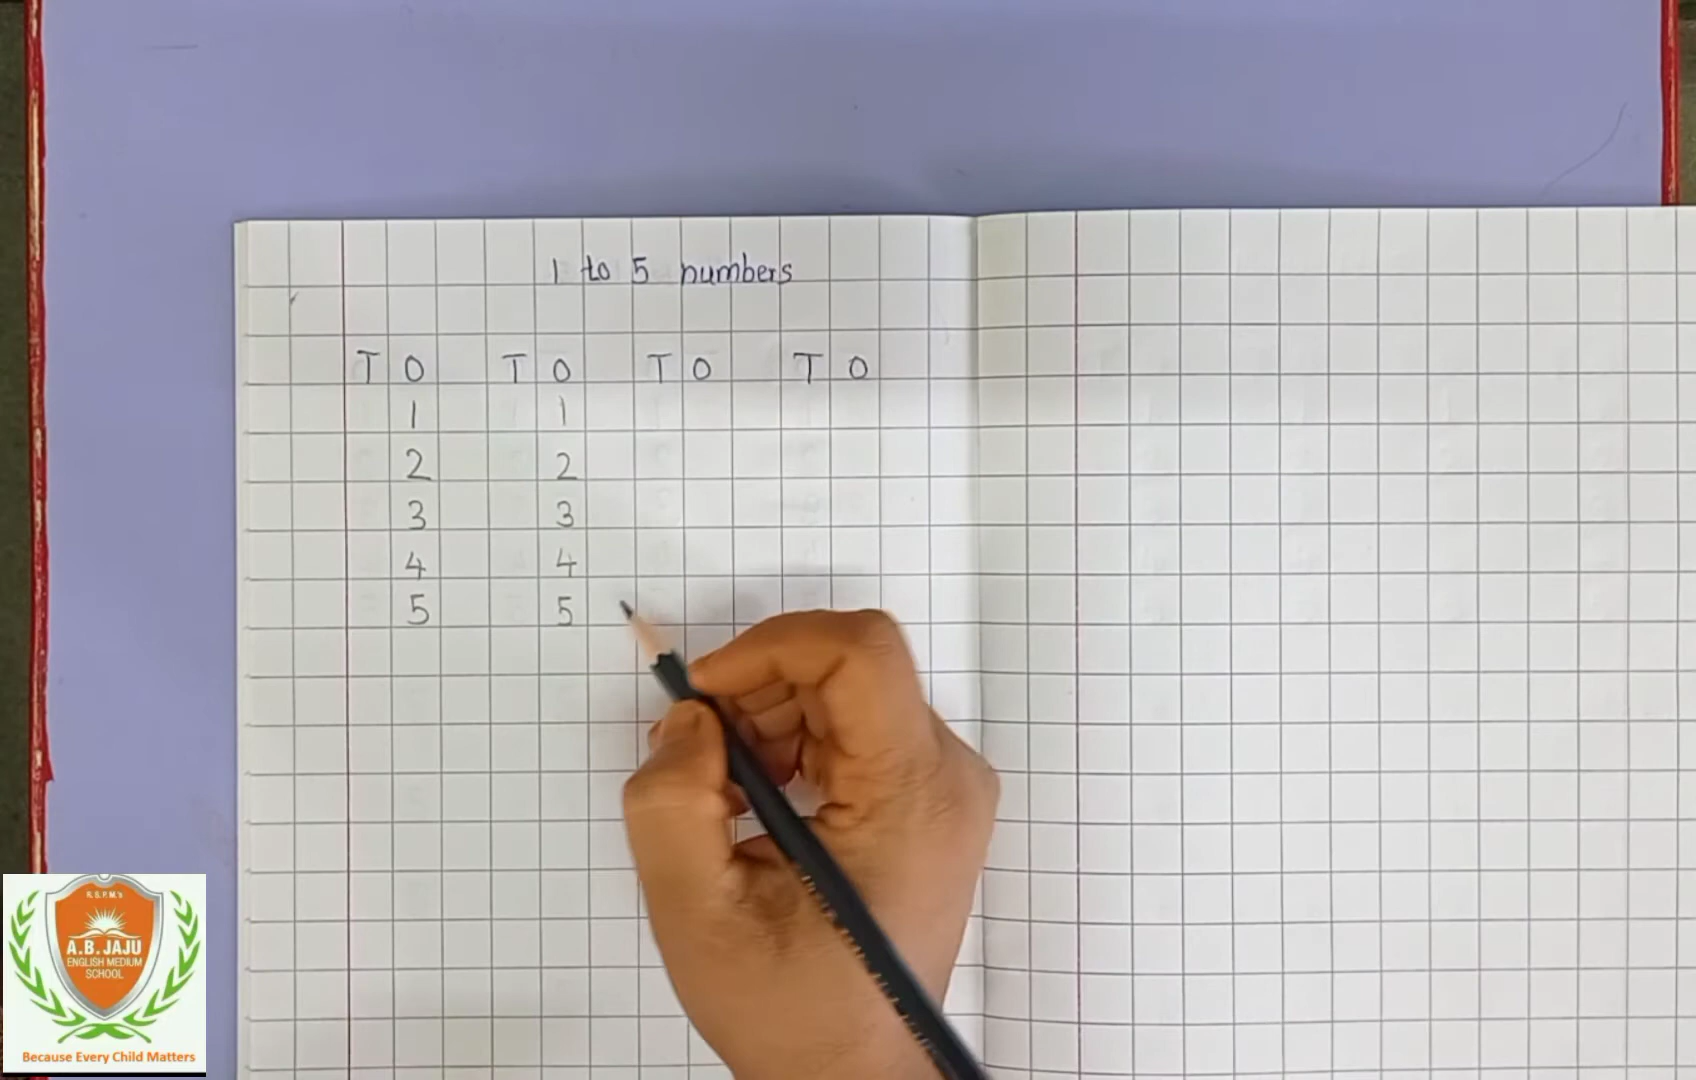 1 to 5 numbers
T O T O T O T O
1 1
2 2
3 3
4 4
5 5
R.S.P.M.'s
A.B. JAJU
ENGLISH MEDIUM
SCHOOL
Because Every Child Matters